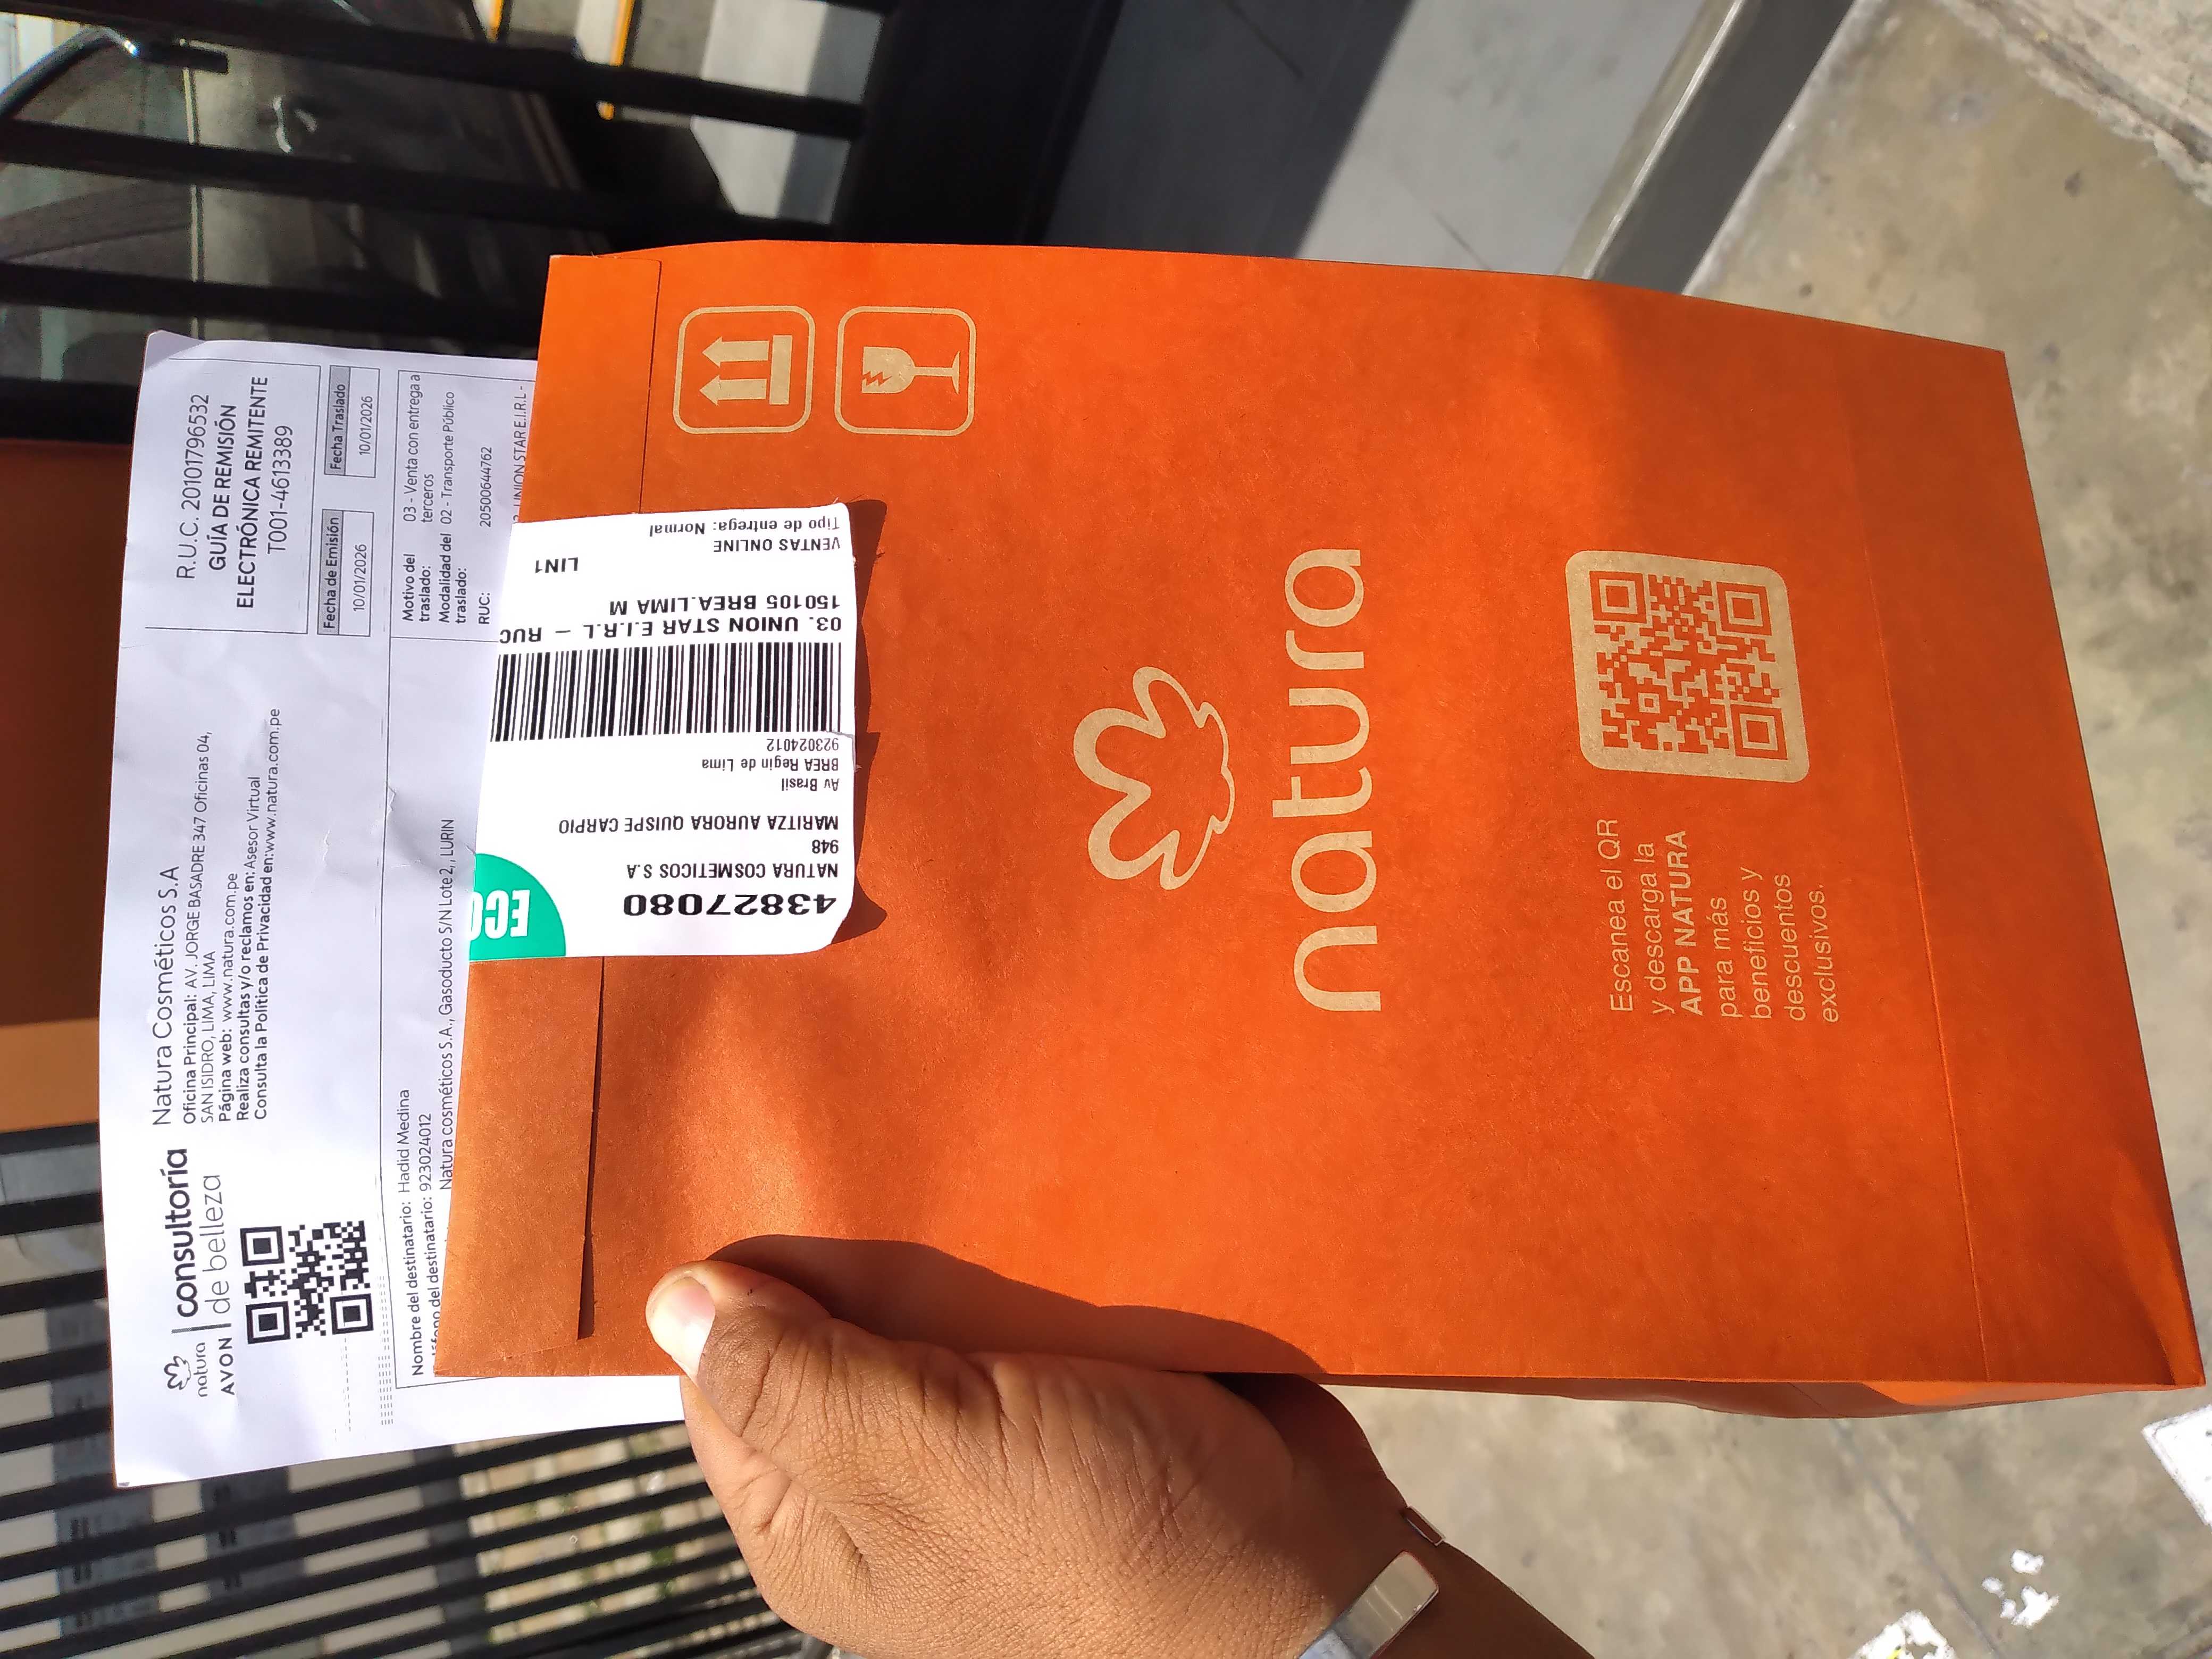 natura
AVON
consultoría
de belleza
Natura Cosméticos S.A
Oficina Principal: AV. JORGE BASADRE 347 Oficinas 04,
SAN ISIDRO, LIMA, LIMA
Página web: www.natura.com.pe
Realiza consultas y/o reclamos en: Asesor Virtual
Consulta la Política de Privacidad en:www.natura.com.pe
R.U.C. 20101796532
GUÍA DE REMISIÓN
ELECTRÓNICA REMITENTE
T001-4613389
Fecha de Emisión
10/01/2026
Fecha Traslado
10/01/2026
Nombre del destinatario: Hadid Medina
del destinatario: 923024012
Natura cosméticos S.A., Gasoducto S/N Lote2,, LURIN
Motivo del traslado:
03 - Venta con entrega a
terceros
Modalidad del traslado:
02 - Transporte Público
RUC:
20500644762
UNION STAR E.I.R.L -
ECO
43827080
NATURA COSMETICOS S.A
948
MARITZA AURORA QUISPE CARPIO
Av Brasil
BREA Regin de Lima
923024012
03. UNION STAR E.I.R.L - RUC
150105 BREA.LIMA M
LIN1
VENTAS ONLINE
Tipo de entrega: Normal
natura
Escanea el QR
y descarga la
APP NATURA
para más
beneficios y
descuentos
exclusivos.